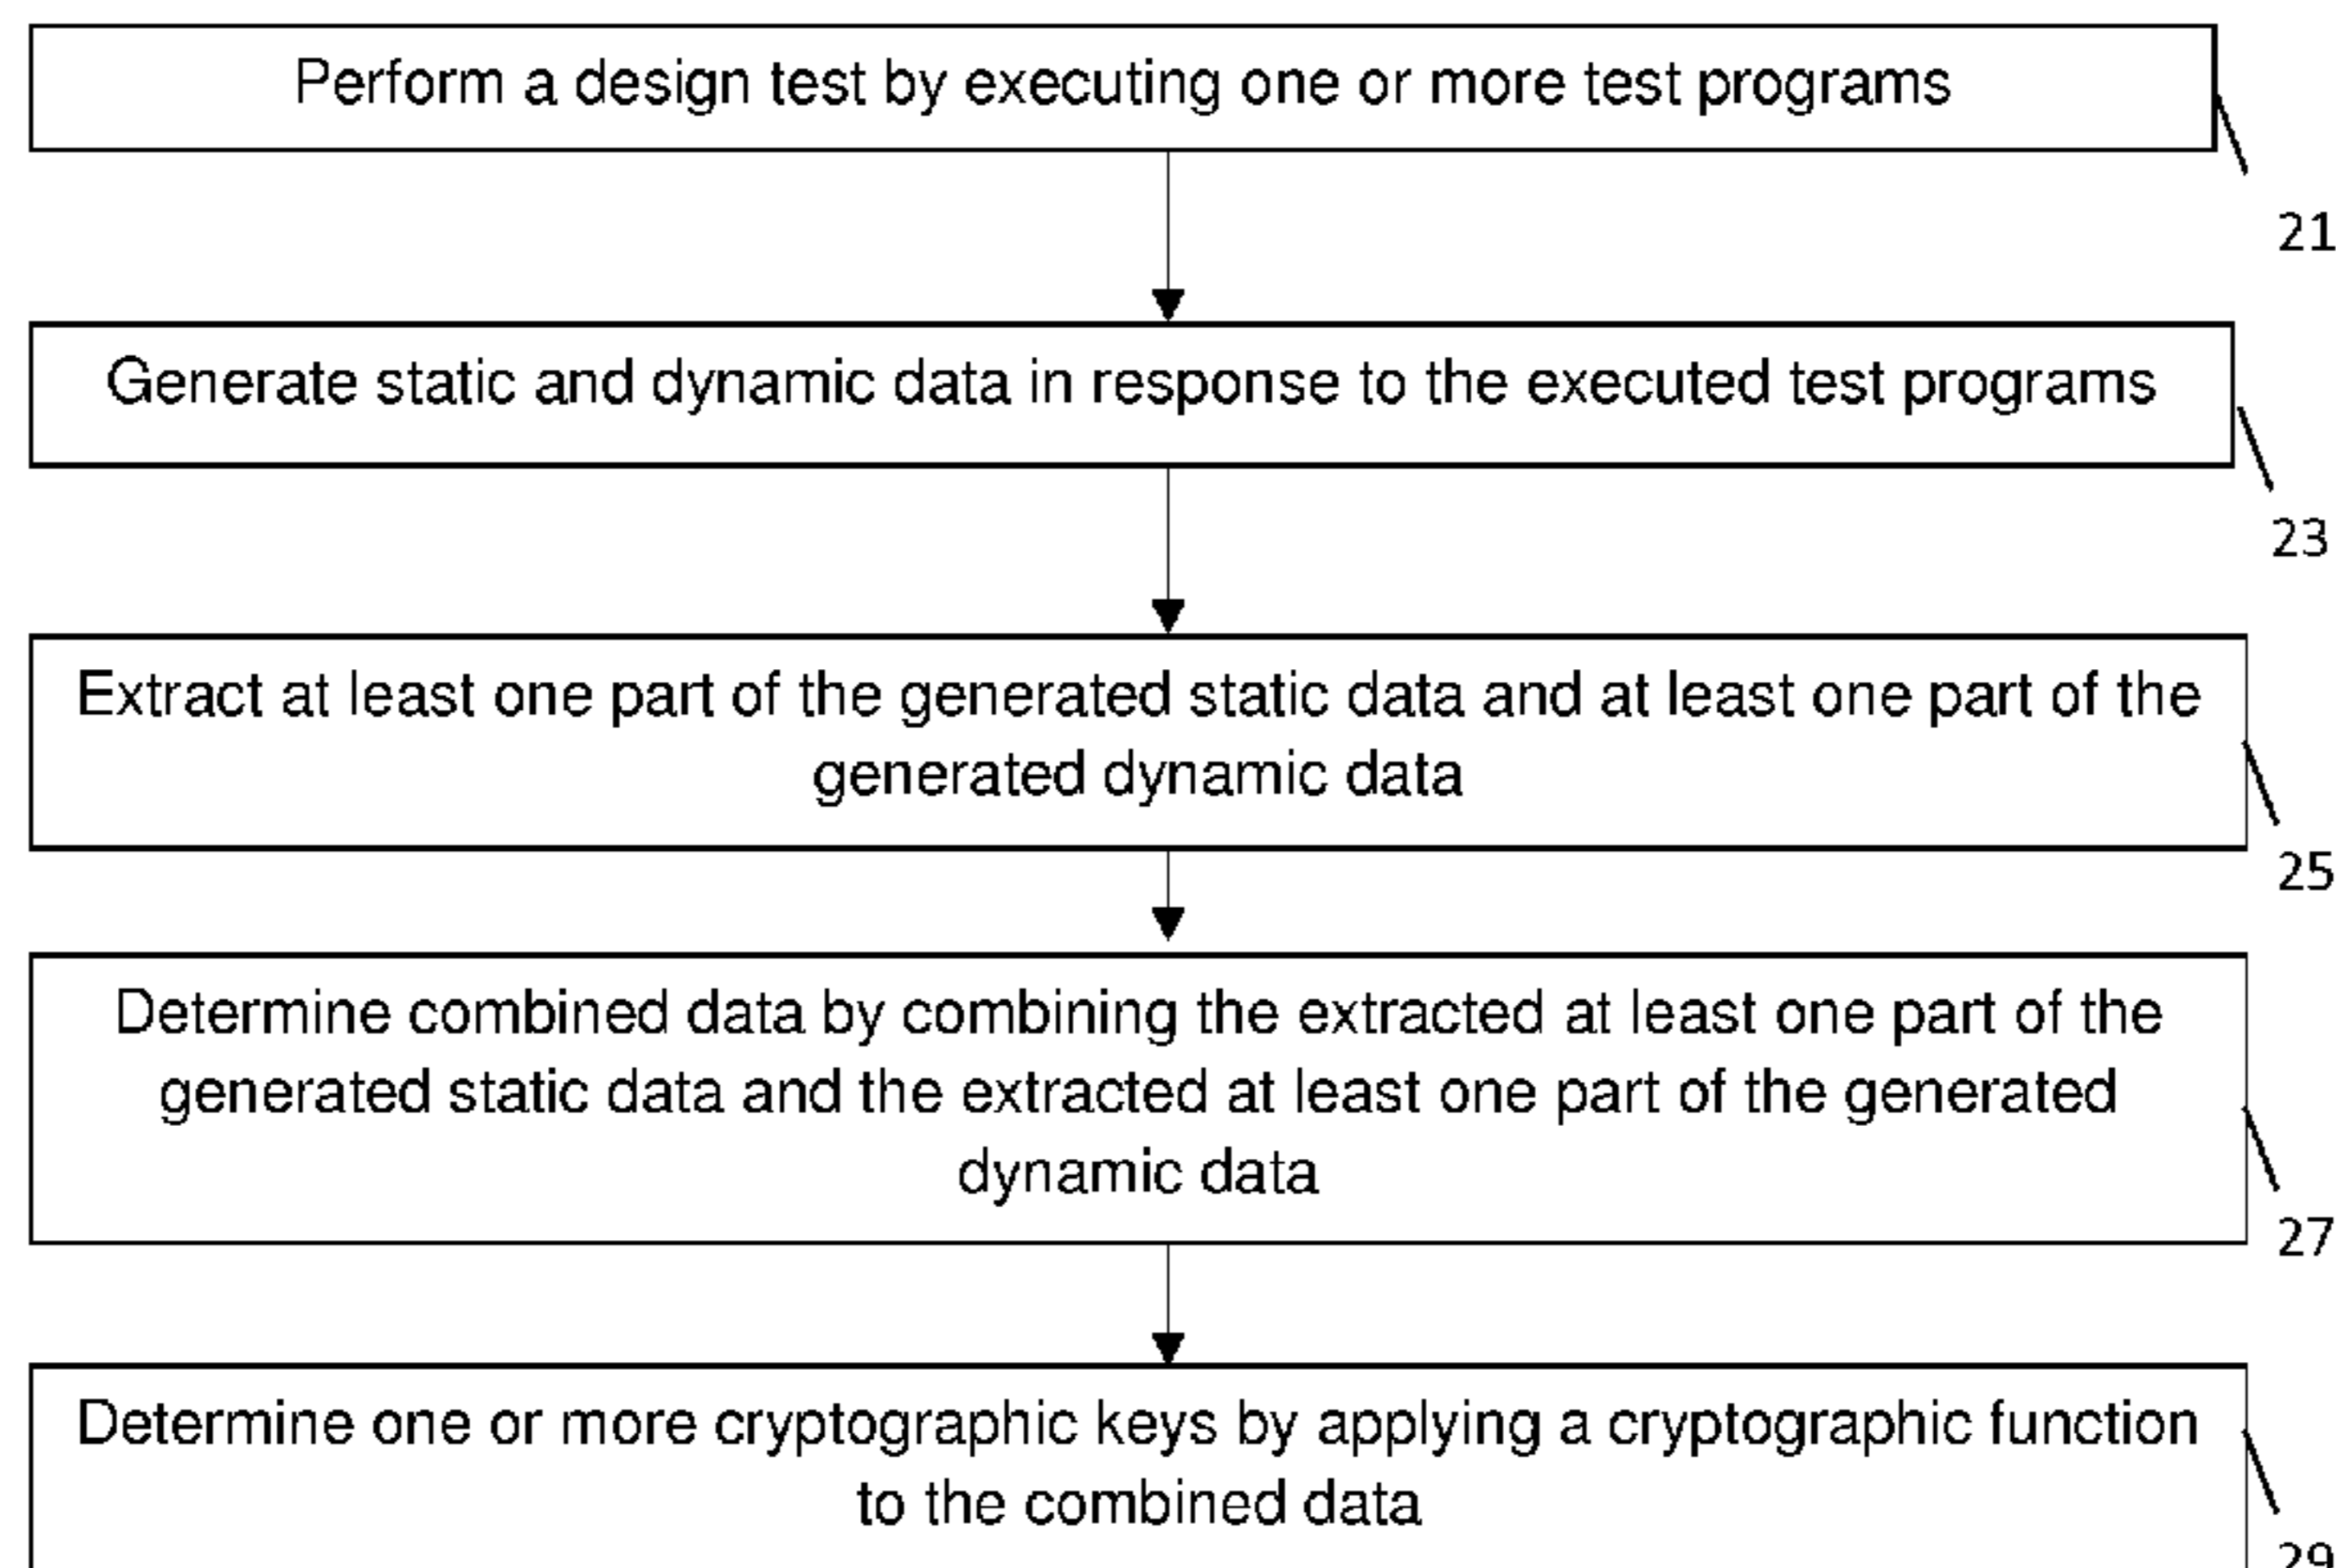 Perform a design test by executing one or more test programs
21
Generate static and dynamic data in response to the executed test programs
23
Extract at least one part of the generated static data and at least one part of the
generated dynamic data
25
Determine combined data by combining the extracted at least one part of the
generated static data and the extracted at least one part of the generated
dynamic data
27
Determine one or more cryptographic keys by applying a cryptographic function
to the combined data
29